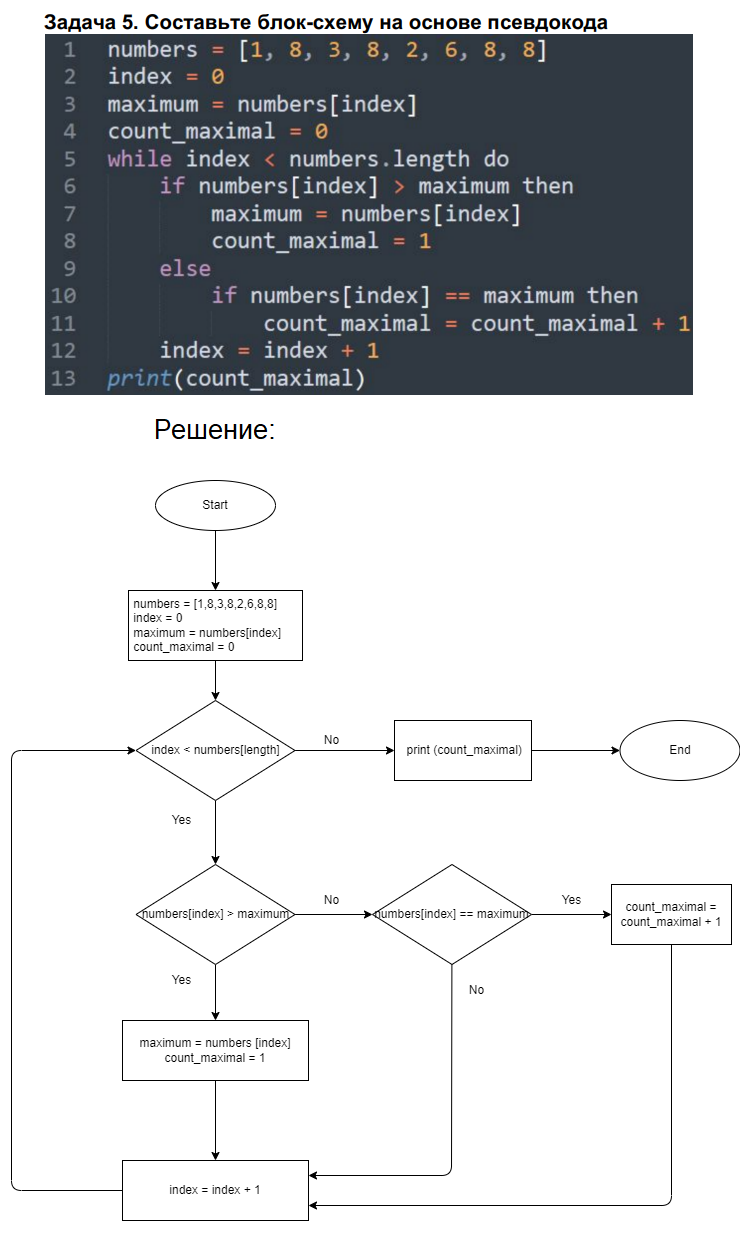 Задача 5. Составьте блок-схему на основе псевдокода
1 numbers = [1, 8, 3, 8, 2, 6, 8, 8]
2 index = 0
3 maximum = numbers[index]
4 count_maximal = 0
5 while index < numbers.length do
6 if numbers[index] > maximum then
7 maximum = numbers[index]
8 count_maximal = 1
9 else
10 if numbers[index] == maximum then
11 count_maximal = count_maximal + 1
12 index = index + 1
13 print(count_maximal)
Решение:
Start
numbers = [1,8,3,8,2,6,8,8]
index = 0
maximum = numbers[index]
count_maximal = 0
index < numbers[length]
No
print (count_maximal)
End
Yes
numbers[index] > maximum
No
numbers[index] == maximum
Yes
count_maximal =
count_maximal + 1
Yes
No
maximum = numbers [index]
count_maximal = 1
index = index + 1